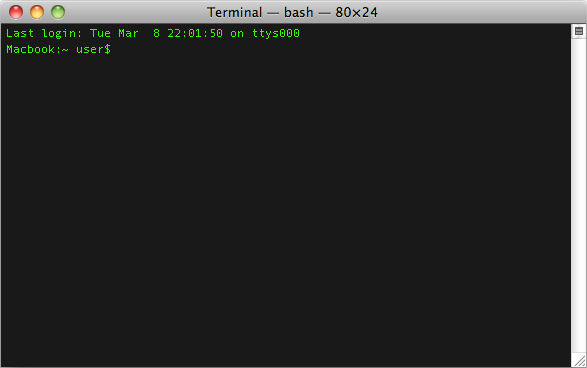 Terminal — bash — 80×24
Last login: Tue Mar  8 22:01:50 on ttys000
Macbook:~ user$